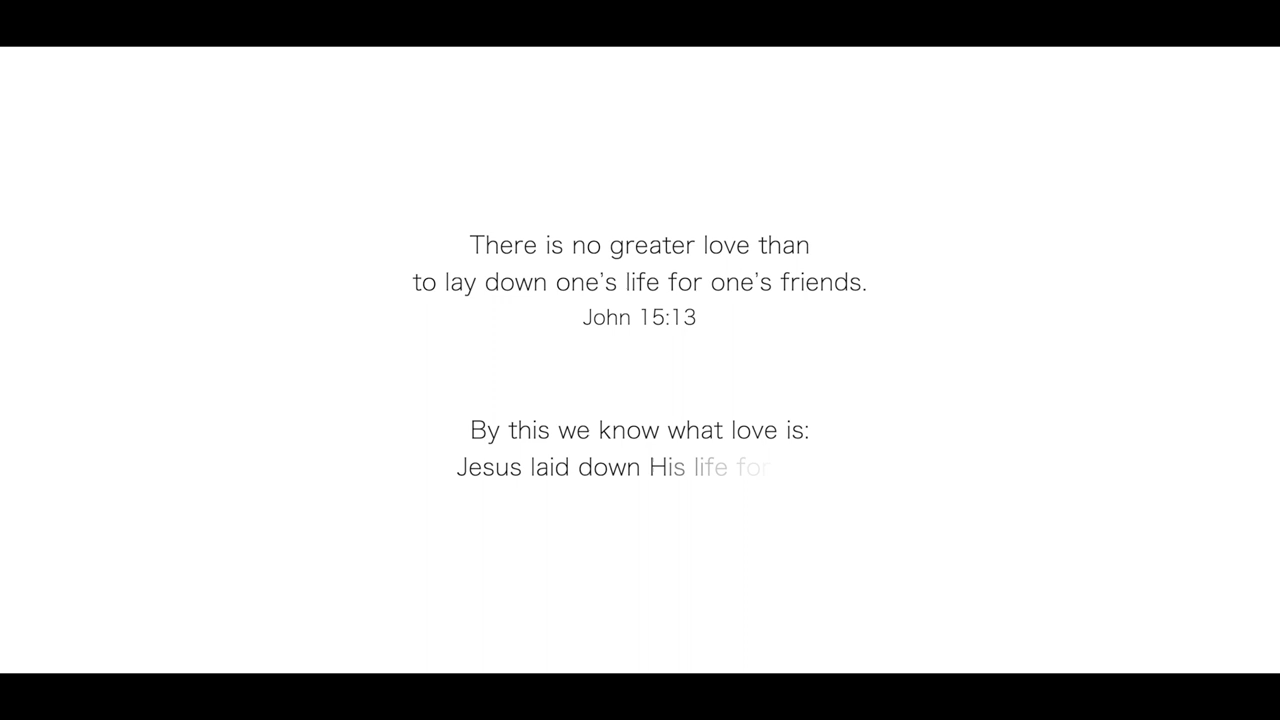 There is no greater love than
to lay down one’s life for one’s friends.
John 15:13
By this we know what love is:
Jesus laid down His life for